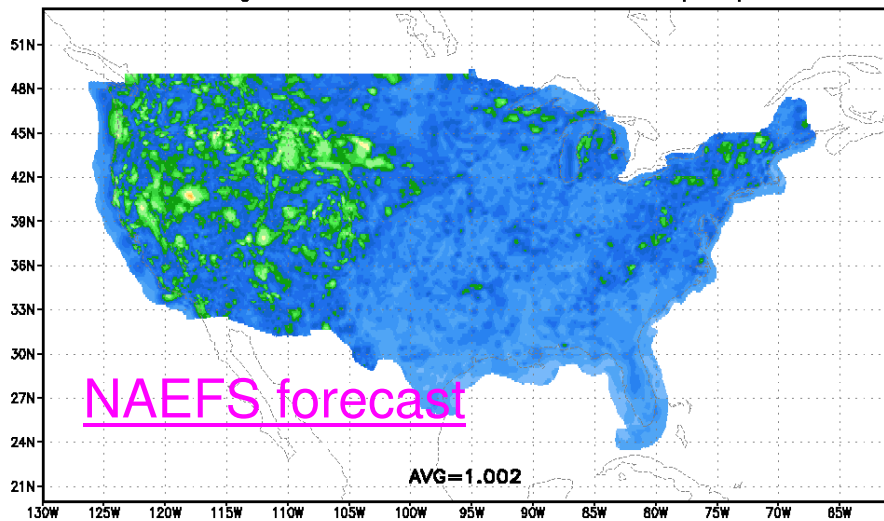 51N
48N
45N
42N
39N
36N
33N
30N
27N
24N
21N
NAEFS forecast
AVG=1.002
130W 125W 120W 115W 110W 105W 100W 95W 90W 85W 80W 75W 70W 65W